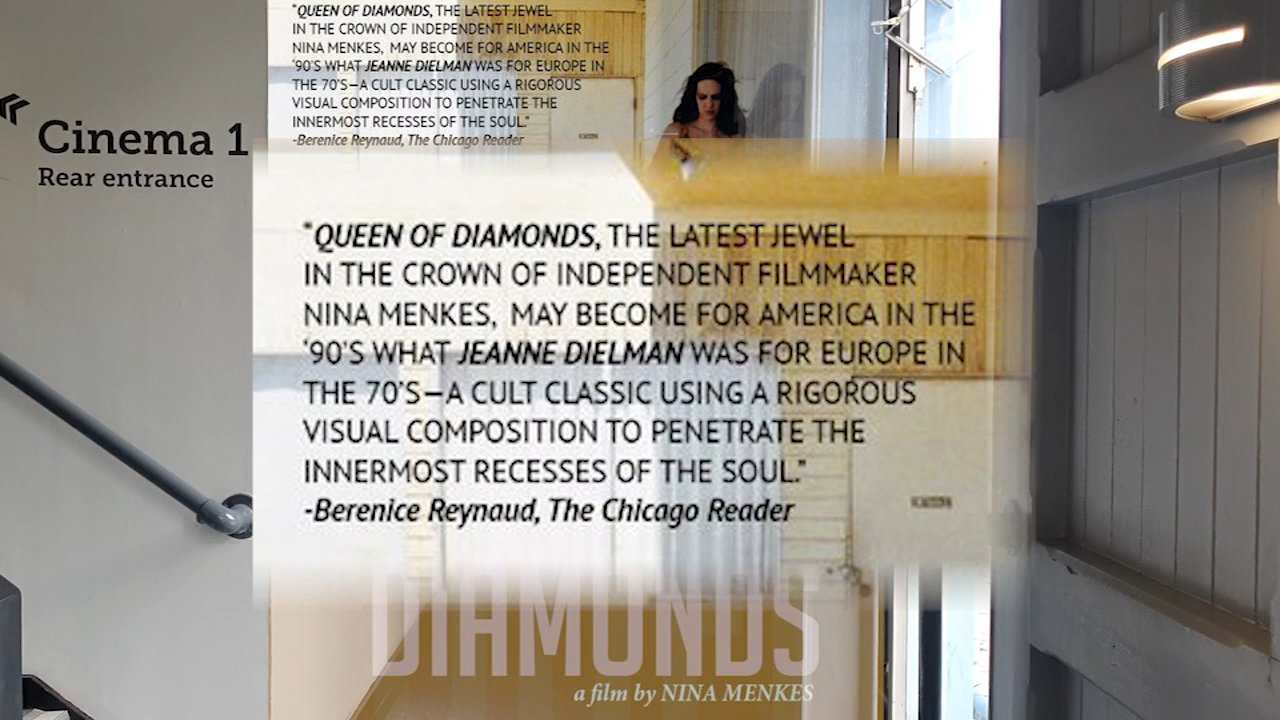 "QUEEN OF DIAMONDS, THE LATEST JEWEL
IN THE CROWN OF INDEPENDENT FILMMAKER
NINA MENKES, MAY BECOME FOR AMERICA IN THE
'90'S WHAT JEANNE DIELMAN WAS FOR EUROPE IN
THE 70'S—A CULT CLASSIC USING A RIGOROUS
VISUAL COMPOSITION TO PENETRATE THE
INNERMOST RECESSES OF THE SOUL."
-Berenice Reynaud, The Chicago Reader
Cinema 1
Rear entrance
"QUEEN OF DIAMONDS, THE LATEST JEWEL
IN THE CROWN OF INDEPENDENT FILMMAKER
NINA MENKES, MAY BECOME FOR AMERICA IN THE
'90'S WHAT JEANNE DIELMAN WAS FOR EUROPE IN
THE 70'S—A CULT CLASSIC USING A RIGOROUS
VISUAL COMPOSITION TO PENETRATE THE
INNERMOST RECESSES OF THE SOUL."
-Berenice Reynaud, The Chicago Reader
DIAMONDS
a film by NINA MENKES